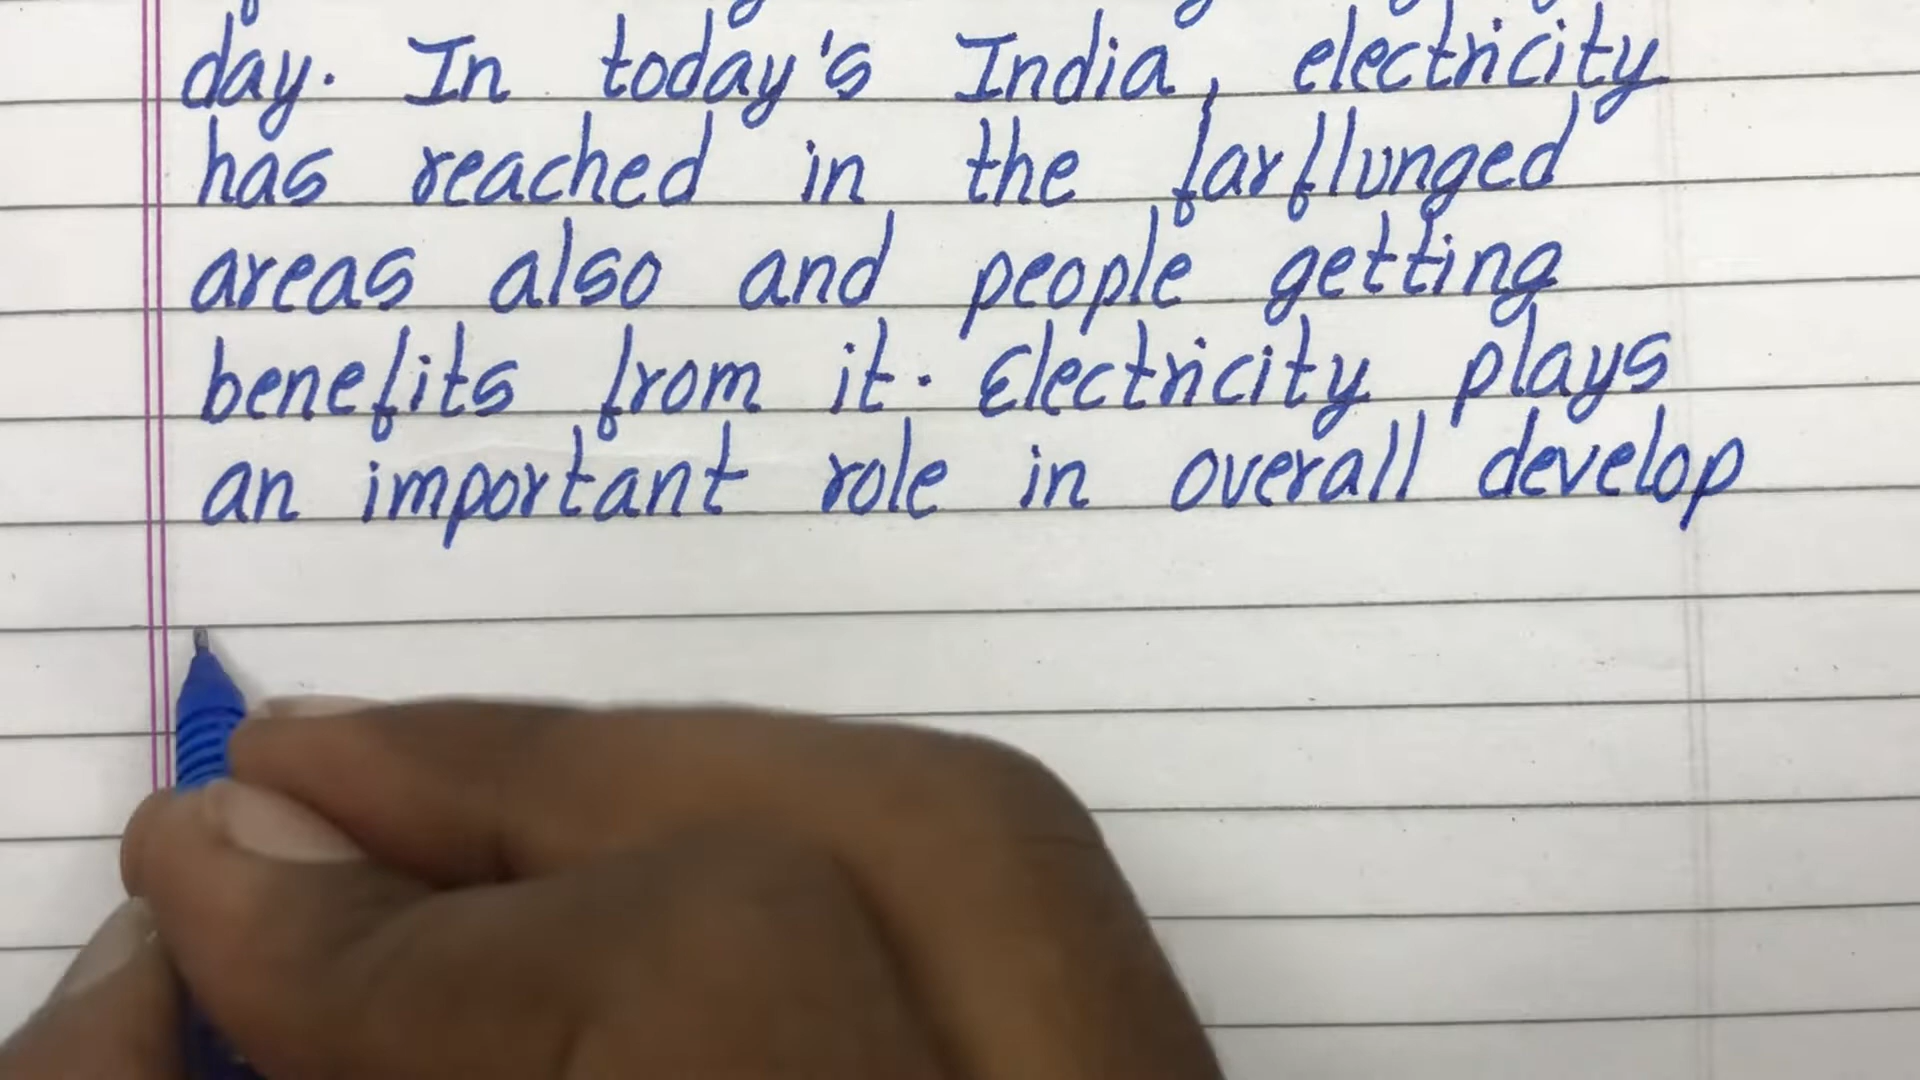 day. In today's India, electricity
has reached in the farflunged
areas also and people getting
benefits from it. Electricity plays
an important role in overall develop